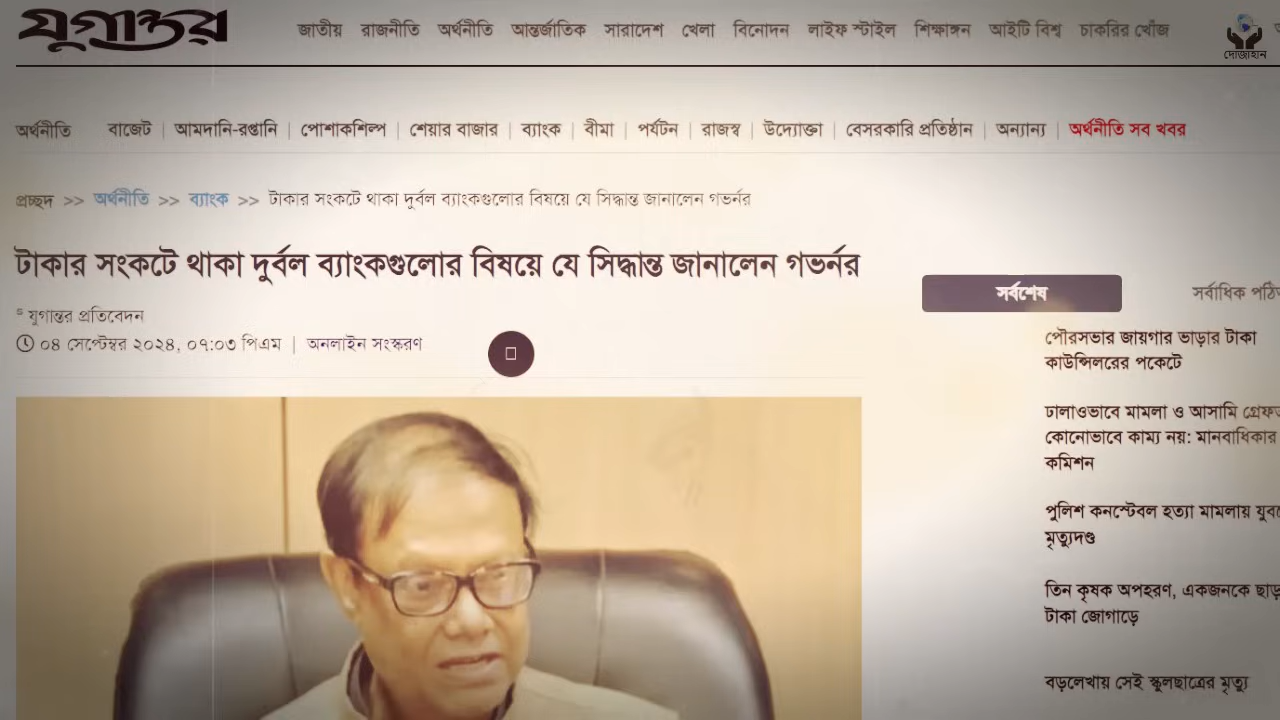 যুগান্তর
জাতীয় রাজনীতি অর্থনীতি আন্তর্জাতিক সারাদেশ খেলা বিনোদন লাইফ স্টাইল শিক্ষাঙ্গন আইটি বিশ্ব চাকরির খোঁজ
দোজাহান
অর্থনীতি বাজেট | আমদানি-রপ্তানি | পোশাকশিল্প | শেয়ার বাজার | ব্যাংক | বীমা | পর্যটন | রাজস্ব | উদ্যোক্তা | বেসরকারি প্রতিষ্ঠান | অন্যান্য | অর্থনীতি সব খবর
প্রচ্ছদ >> অর্থনীতি >> ব্যাংক >> টাকার সংকটে থাকা দুর্বল ব্যাংকগুলোর বিষয়ে যে সিদ্ধান্ত জানালেন গভর্নর
টাকার সংকটে থাকা দুর্বল ব্যাংকগুলোর বিষয়ে যে সিদ্ধান্ত জানালেন গভর্নর
যুগান্তর প্রতিবেদন
০৪ সেপ্টেম্বর ২০২৪, ০৭:০৩ পিএম | অনলাইন সংস্করণ
সর্বশেষ
সর্বাধিক
পৌরসভার জায়গার ভাড়ার টাকা
কাউন্সিলরের পকেটে
ঢালাওভাবে মামলা ও আসামি
কোনোভাবে কাম্য নয়: মানবাধিকার
কমিশন
পুলিশ কনস্টেবল হত্যা মামলায়
মৃত্যুদণ্ড
তিন কৃষক অপহরণ, একজনকে
টাকা জোগাড়ে
বড়লেখায় সেই স্কুলছাত্রের মৃত্যু